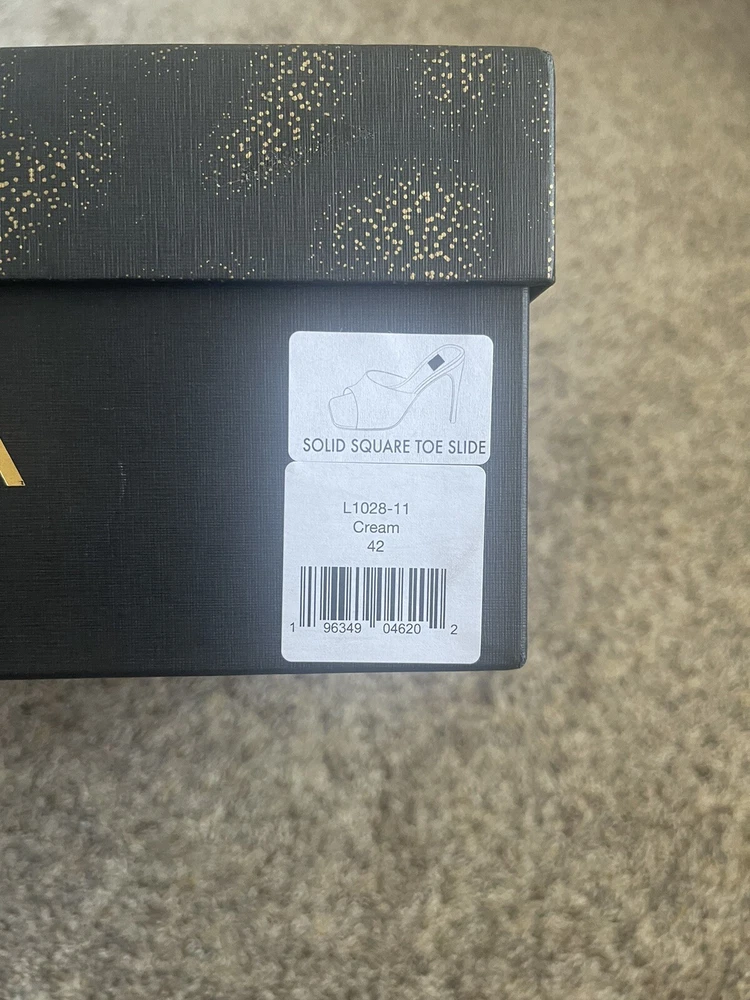 A
SOLID SQUARE TOE SLIDE
L1028-11
Cream
42
1 96349 04620 2